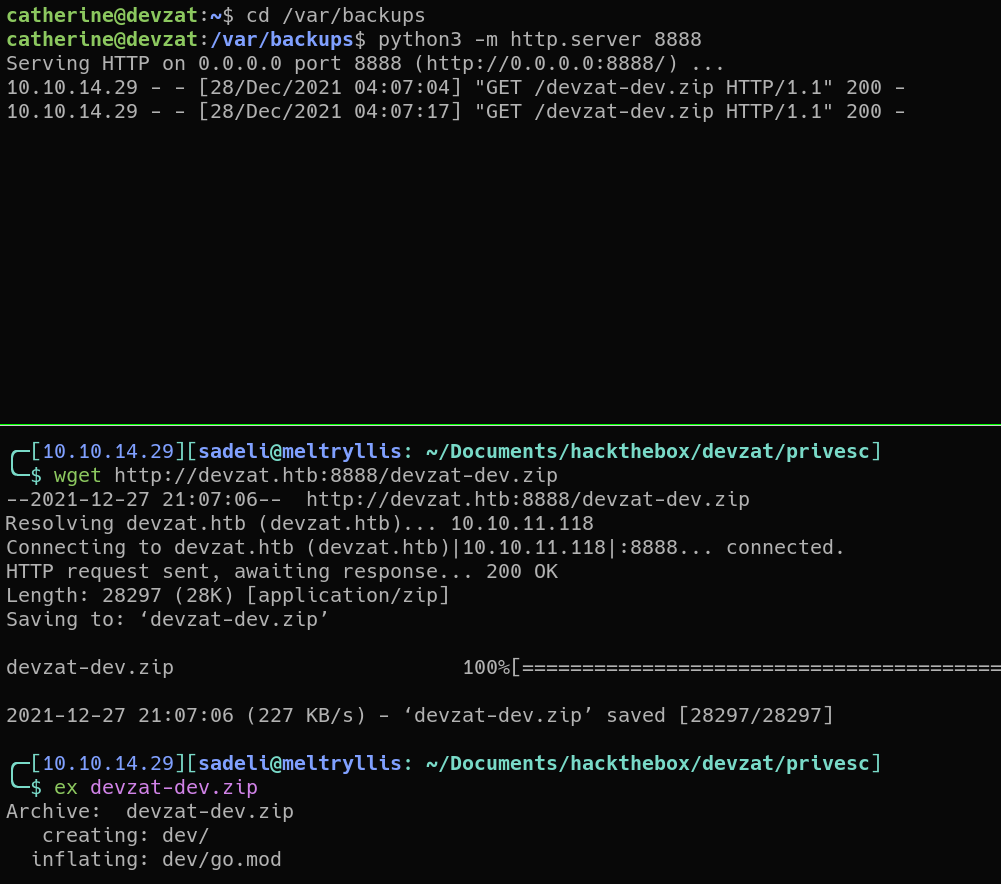 catherine@devzat:~$ cd /var/backups
catherine@devzat:/var/backups$ python3 -m http.server 8888
Serving HTTP on 0.0.0.0 port 8888 (http://0.0.0.0:8888/) ...
10.10.14.29 - - [28/Dec/2021 04:07:04] "GET /devzat-dev.zip HTTP/1.1" 200 -
10.10.14.29 - - [28/Dec/2021 04:07:17] "GET /devzat-dev.zip HTTP/1.1" 200 -
╭─[10.10.14.29][sadeli@meltryllis: ~/Documents/hackthebox/devzat/privesc]
╰─$ wget http://devzat.htb:8888/devzat-dev.zip
--2021-12-27 21:07:06--  http://devzat.htb:8888/devzat-dev.zip
Resolving devzat.htb (devzat.htb)... 10.10.11.118
Connecting to devzat.htb (devzat.htb)|10.10.11.118|:8888... connected.
HTTP request sent, awaiting response... 200 OK
Length: 28297 (28K) [application/zip]
Saving to: ‘devzat-dev.zip’
devzat-dev.zip                        100%[========================================
2021-12-27 21:07:06 (227 KB/s) - ‘devzat-dev.zip’ saved [28297/28297]
╭─[10.10.14.29][sadeli@meltryllis: ~/Documents/hackthebox/devzat/privesc]
╰─$ ex devzat-dev.zip
Archive:  devzat-dev.zip
   creating: dev/
  inflating: dev/go.mod